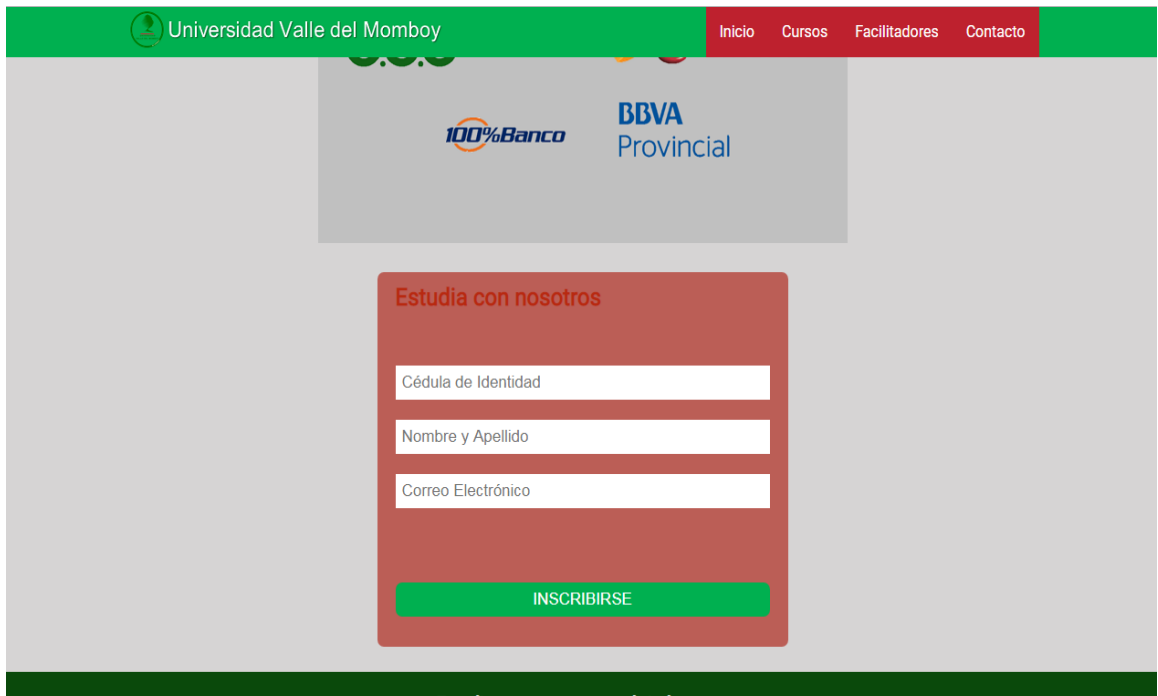 Universidad Valle del Momboy
Inicio Cursos Facilitadores Contacto
100%Banco
BBVA
Provincial
Estudia con nosotros
Cédula de Identidad
Nombre y Apellido
Correo Electrónico
INSCRIBIRSE